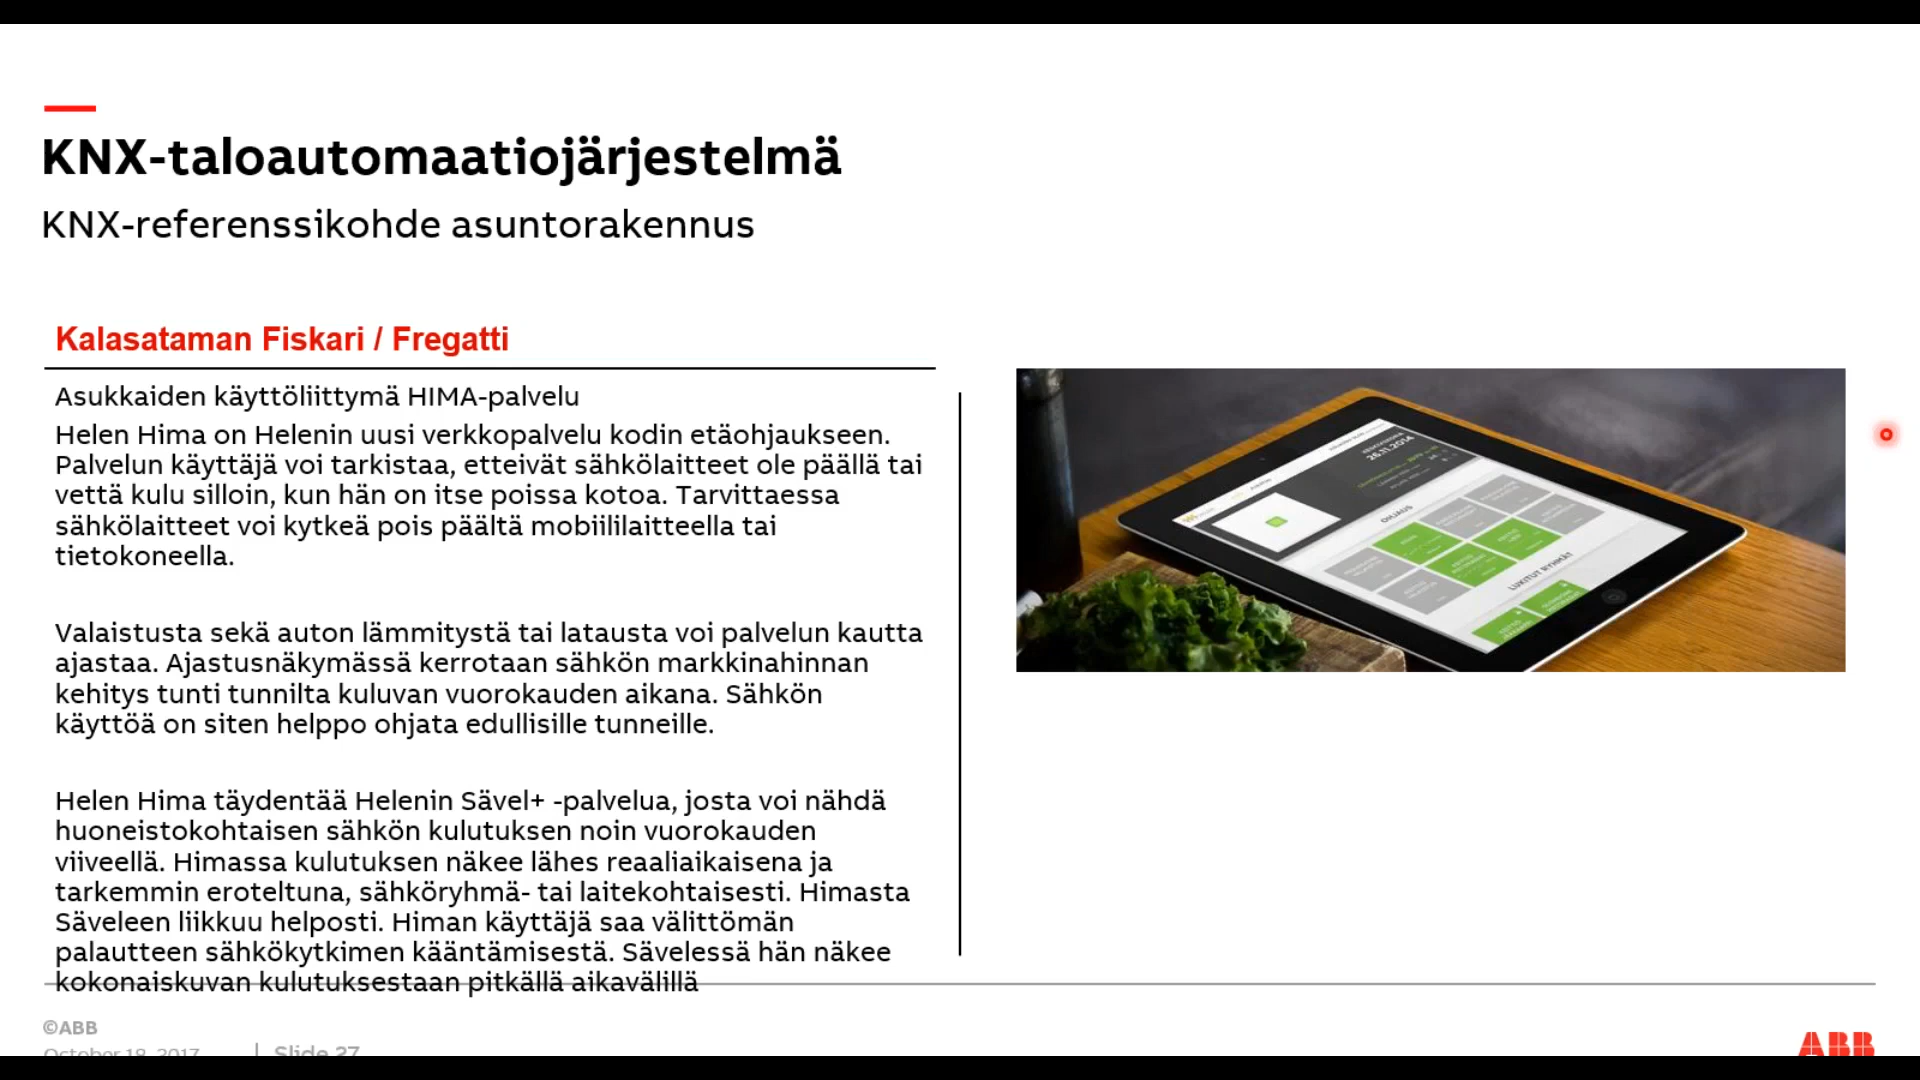 KNX-taloautomaatiojärjestelmä
KNX-referenssikohde asuntorakennus
Kalasataman Fiskari / Fregatti
Asukkaiden käyttöliittymä HIMA-palvelu
Helen Hima on Helenin uusi verkkopalvelu kodin etäohjaukseen.
Palvelun käyttäjä voi tarkistaa, etteivät sähkölaitteet ole päällä tai
vettä kulu silloin, kun hän on itse poissa kotoa. Tarvittaessa
sähkölaitteet voi kytkeä pois päältä mobiililaitteella tai
tietokoneella.
Valaistusta sekä auton lämmitystä tai latausta voi palvelun kautta
ajastaa. Ajastusnäkymässä kerrotaan sähkön markkinahinnan
kehitys tunti tunnilta kuluvan vuorokauden aikana. Sähkön
käyttöä on siten helppo ohjata edullisille tunneille.
Helen Hima täydentää Helenin Sävel+ -palvelua, josta voi nähdä
huoneistokohtaisen sähkön kulutuksen noin vuorokauden
viiveellä. Himassa kulutuksen näkee lähes reaaliaikaisena ja
tarkemmin eroteltuna, sähköryhmä- tai laitekohtaisesti. Himasta
Säveleen liikkuu helposti. Himan käyttäjä saa välittömän
palautteen sähkökytkimen kääntämisestä. Sävelessä hän näkee
kokonaiskuvan kulutuksestaan pitkällä aikavälillä
26.11.2014
OHJAUS
LUKITUT RYHMÄT
©ABB
October 18, 2017 | Slide 27
ABB